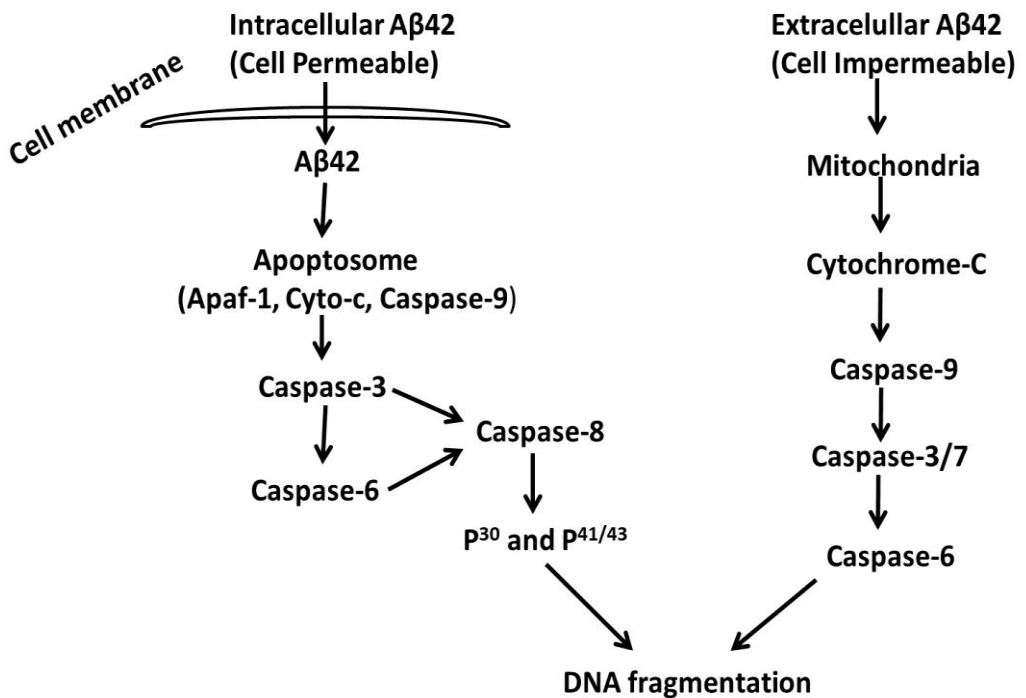 Intracellular Aβ42
(Cell Permeable)
Cell membrane
Aβ42
Apoptosome
(Apaf-1, Cyto-c, Caspase-9)
Caspase-3
Caspase-6
Caspase-8
P³⁰ and P⁴¹/⁴³
Extracelullar Aβ42
(Cell Impermeable)
Mitochondria
Cytochrome-C
Caspase-9
Caspase-3/7
Caspase-6
DNA fragmentation